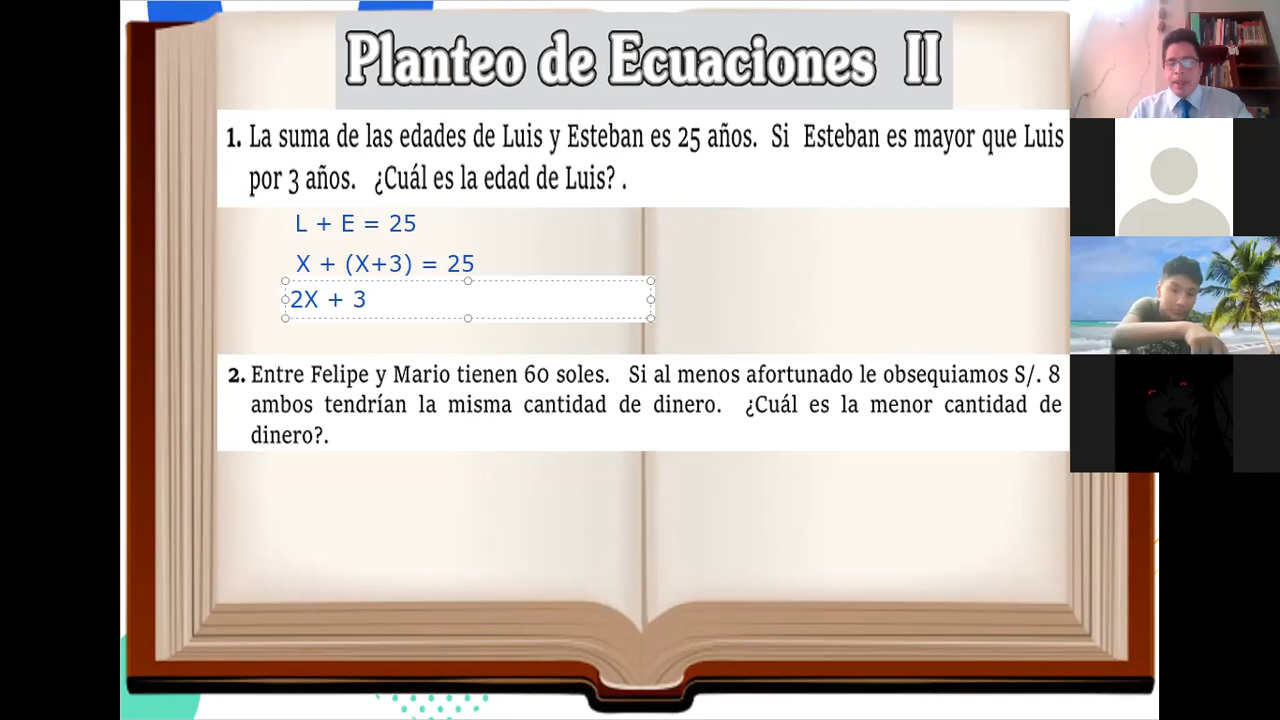 Planteo de Ecuaciones II
1. La suma de las edades de Luis y Esteban es 25 años. Si Esteban es mayor que Luis
por 3 años. ¿Cuál es la edad de Luis? .
L + E = 25
X + (X+3) = 25
2X + 3
2. Entre Felipe y Mario tienen 60 soles. Si al menos afortunado le obsequiamos S/. 8
ambos tendrían la misma cantidad de dinero. ¿Cuál es la menor cantidad de
dinero?.